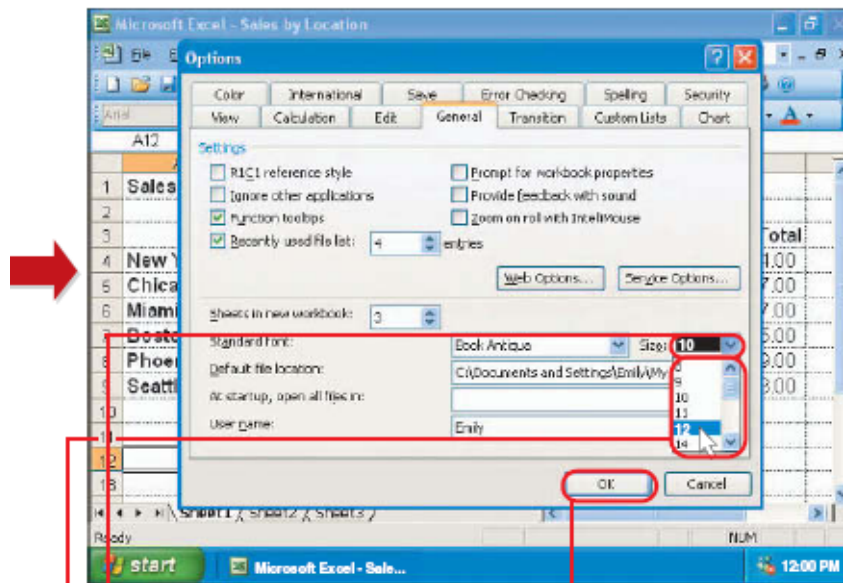 Microsoft Excel - Sales by Location
File
Options
Color International Save Error Checking Spelling Security
View Calculation Edit General Transition Custom Lists Chart
Arial
A12
Settings
R1C1 reference style
Ignore other applications
Function tooltips
Recently used file list: 4 entries
Prompt for workbook properties
Provide feedback with sound
Zoom on roll with IntelliMouse
Web Options... Service Options...
Sheets in new workbook: 3
Standard font: Book Antiqua Size: 10
Default file location: C:\Documents and Settings\Emily\My
At startup, open all files in:
User name: Emily
9
10
11
12
14
OK Cancel
1 Sales
2
3 Total
4 New Y
5 Chica 7.00
6 Miami 7.00
7 Bosto
8 Phoer 9.00
9 Seattl
10
11
12
13
Sheet1 / Sheet2 / Sheet3 /
Ready NUM
start Microsoft Excel - Sale... 12:00 PM